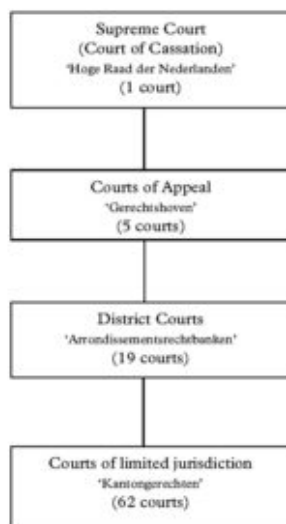 Supreme Court
(Court of Cassation)
'Hoge Raad der Nederlanden'
(1 court)
Courts of Appeal
'Gerechtshoven'
(5 courts)
District Courts
'Arrondissementsrechtbanken'
(19 courts)
Courts of limited jurisdiction
'Kantongerechten'
(62 courts)